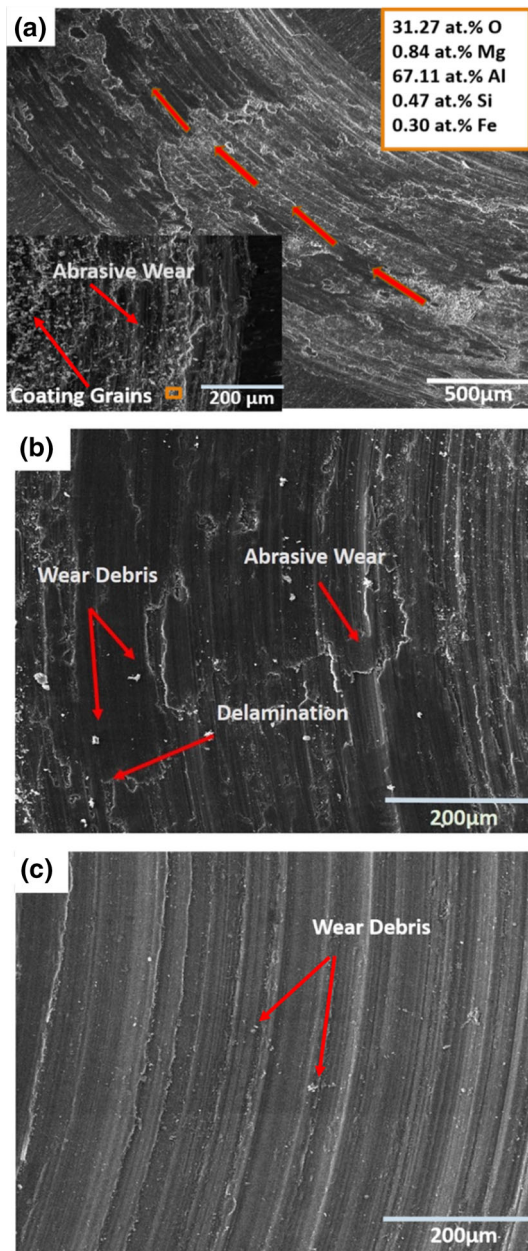 (a)
31.27 at.% O
0.84 at.% Mg
67.11 at.% Al
0.47 at.% Si
0.30 at.% Fe
Abrasive Wear
Coating Grains
200 µm
500µm
(b)
Wear Debris
Abrasive Wear
Delamination
200µm
(c)
Wear Debris
200µm